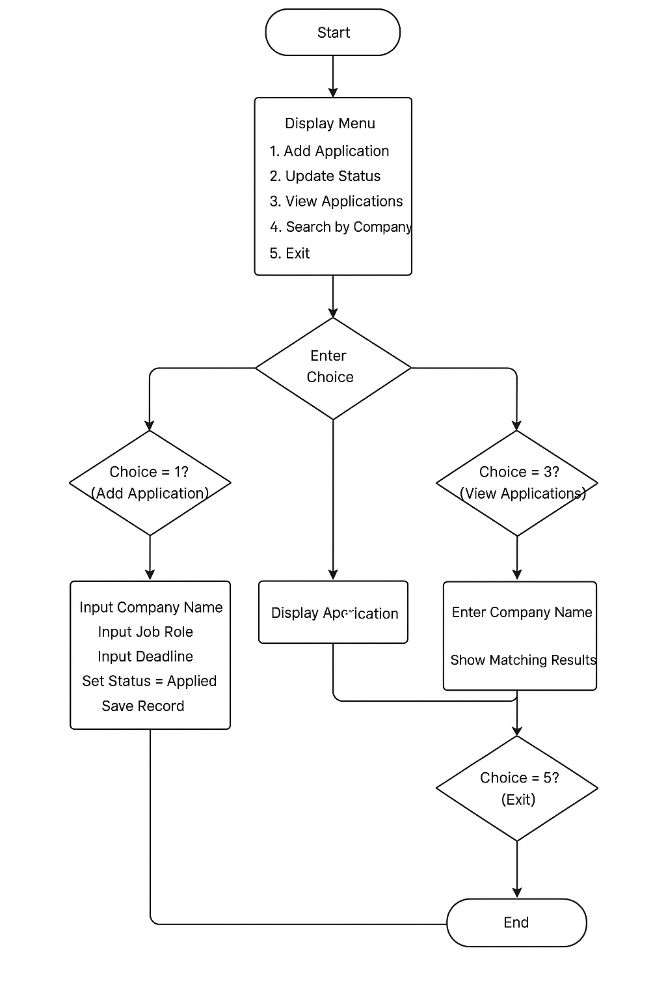 Start
Display Menu
1. Add Application
2. Update Status
3. View Applications
4. Search by Company
5. Exit
Enter
Choice
Choice = 1?
(Add Application)
Choice = 3?
(View Applications)
Input Company Name
Input Job Role
Input Deadline
Set Status = Applied
Save Record
Display
Enter Company Name
Show Matching Results
Choice = 5?
(Exit)
End